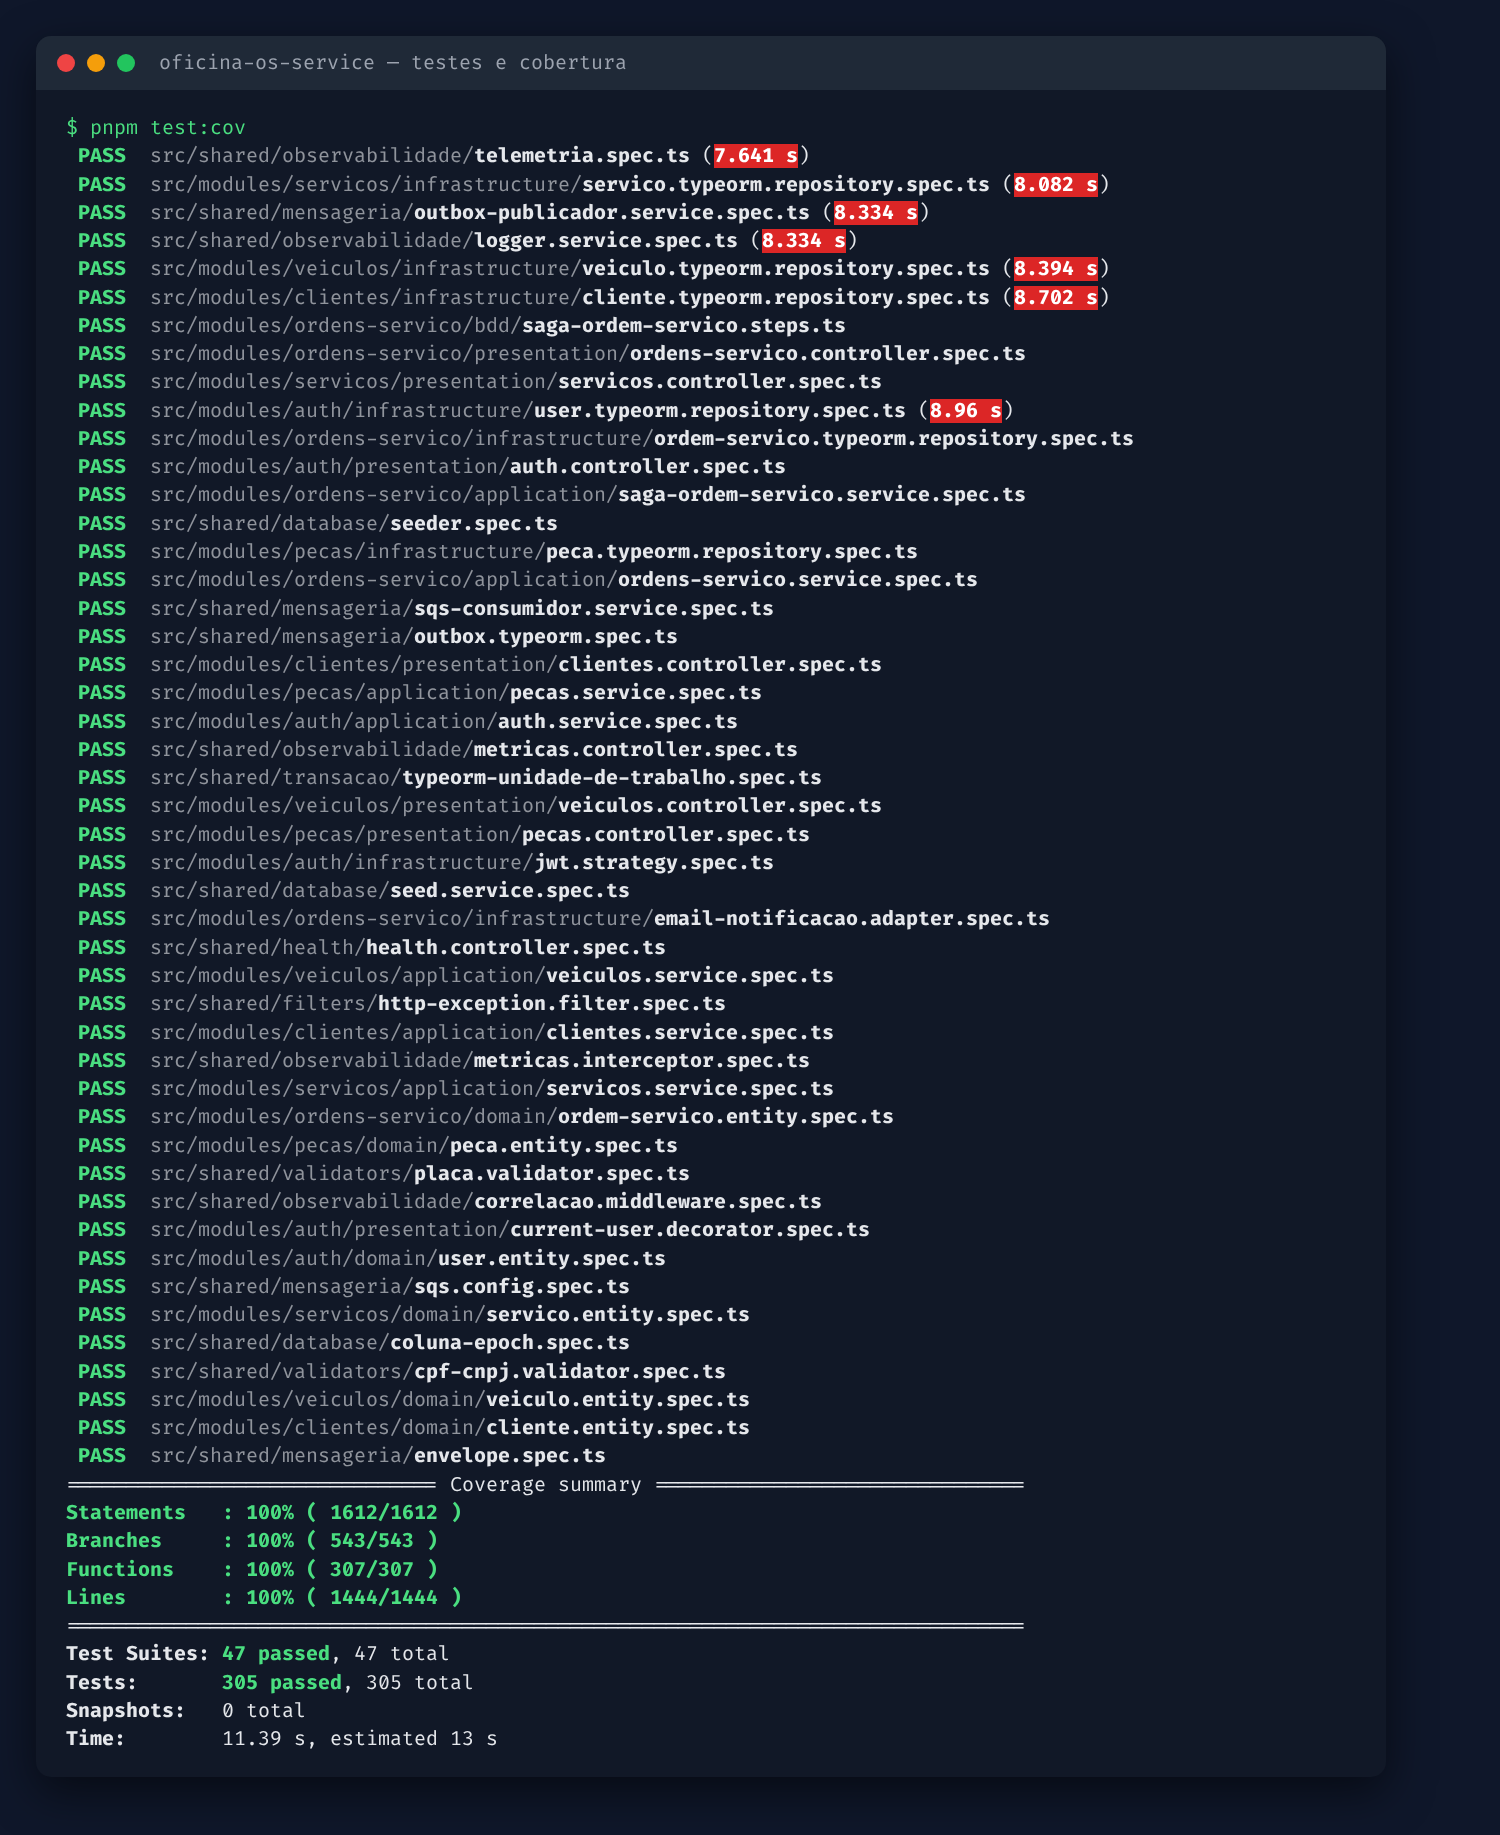 oficina-os-service — testes e cobertura
$ pnpm test:cov
PASS src/shared/observabilidade/telemetria.spec.ts (7.641 s)
PASS src/modules/servicos/infrastructure/servico.typeorm.repository.spec.ts (8.082 s)
PASS src/shared/mensageria/outbox-publicador.service.spec.ts (8.334 s)
PASS src/shared/observabilidade/logger.service.spec.ts (8.334 s)
PASS src/modules/veiculos/infrastructure/veiculo.typeorm.repository.spec.ts (8.394 s)
PASS src/modules/clientes/infrastructure/cliente.typeorm.repository.spec.ts (8.702 s)
PASS src/modules/ordens-servico/bdd/saga-ordem-servico.steps.ts
PASS src/modules/ordens-servico/presentation/ordens-servico.controller.spec.ts
PASS src/modules/servicos/presentation/servicos.controller.spec.ts
PASS src/modules/auth/infrastructure/user.typeorm.repository.spec.ts (8.96 s)
PASS src/modules/ordens-servico/infrastructure/ordem-servico.typeorm.repository.spec.ts
PASS src/modules/auth/presentation/auth.controller.spec.ts
PASS src/modules/ordens-servico/application/saga-ordem-servico.service.spec.ts
PASS src/shared/database/seeder.spec.ts
PASS src/modules/pecas/infrastructure/peca.typeorm.repository.spec.ts
PASS src/modules/ordens-servico/application/ordens-servico.service.spec.ts
PASS src/shared/mensageria/sqs-consumidor.service.spec.ts
PASS src/shared/mensageria/outbox.typeorm.spec.ts
PASS src/modules/clientes/presentation/clientes.controller.spec.ts
PASS src/modules/pecas/application/pecas.service.spec.ts
PASS src/modules/auth/application/auth.service.spec.ts
PASS src/shared/observabilidade/metricas.controller.spec.ts
PASS src/shared/transacao/typeorm-unidade-de-trabalho.spec.ts
PASS src/modules/veiculos/presentation/veiculos.controller.spec.ts
PASS src/modules/pecas/presentation/pecas.controller.spec.ts
PASS src/modules/auth/infrastructure/jwt.strategy.spec.ts
PASS src/shared/database/seed.service.spec.ts
PASS src/modules/ordens-servico/infrastructure/email-notificacao.adapter.spec.ts
PASS src/shared/health/health.controller.spec.ts
PASS src/modules/veiculos/application/veiculos.service.spec.ts
PASS src/shared/filters/http-exception.filter.spec.ts
PASS src/modules/clientes/application/clientes.service.spec.ts
PASS src/shared/observabilidade/metricas.interceptor.spec.ts
PASS src/modules/servicos/application/servicos.service.spec.ts
PASS src/modules/ordens-servico/domain/ordem-servico.entity.spec.ts
PASS src/modules/pecas/domain/peca.entity.spec.ts
PASS src/shared/validators/placa.validator.spec.ts
PASS src/shared/observabilidade/correlacao.middleware.spec.ts
PASS src/modules/auth/presentation/current-user.decorator.spec.ts
PASS src/modules/auth/domain/user.entity.spec.ts
PASS src/shared/mensageria/sqs.config.spec.ts
PASS src/modules/servicos/domain/servico.entity.spec.ts
PASS src/shared/database/coluna-epoch.spec.ts
PASS src/shared/validators/cpf-cnpj.validator.spec.ts
PASS src/modules/veiculos/domain/veiculo.entity.spec.ts
PASS src/modules/clientes/domain/cliente.entity.spec.ts
PASS src/shared/mensageria/envelope.spec.ts
=============================== Coverage summary ===============================
Statements : 100% ( 1612/1612 )
Branches : 100% ( 543/543 )
Functions : 100% ( 307/307 )
Lines : 100% ( 1444/1444 )
================================================================================
Test Suites: 47 passed, 47 total
Tests: 305 passed, 305 total
Snapshots: 0 total
Time: 11.39 s, estimated 13 s